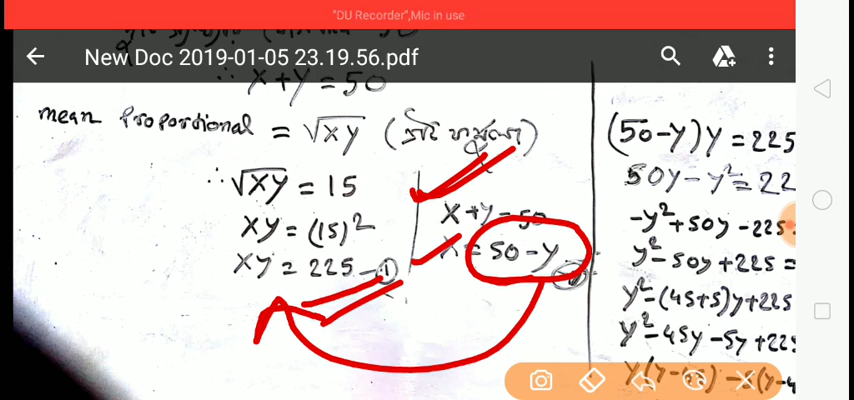 "DU Recorder",Mic in use
New Doc 2019-01-05 23.19.56.pdf
∴ x+y=50
mean proportional = √xy
∴ √xy = 15
xy = (15)²
xy = 225 - ①
x+y=50
x=50-y
(50-y)y=225
50y-y²=22
-y²+50y-225
y²-50y+225=
y²-(45+5)y+225
y²-45y-5y+22